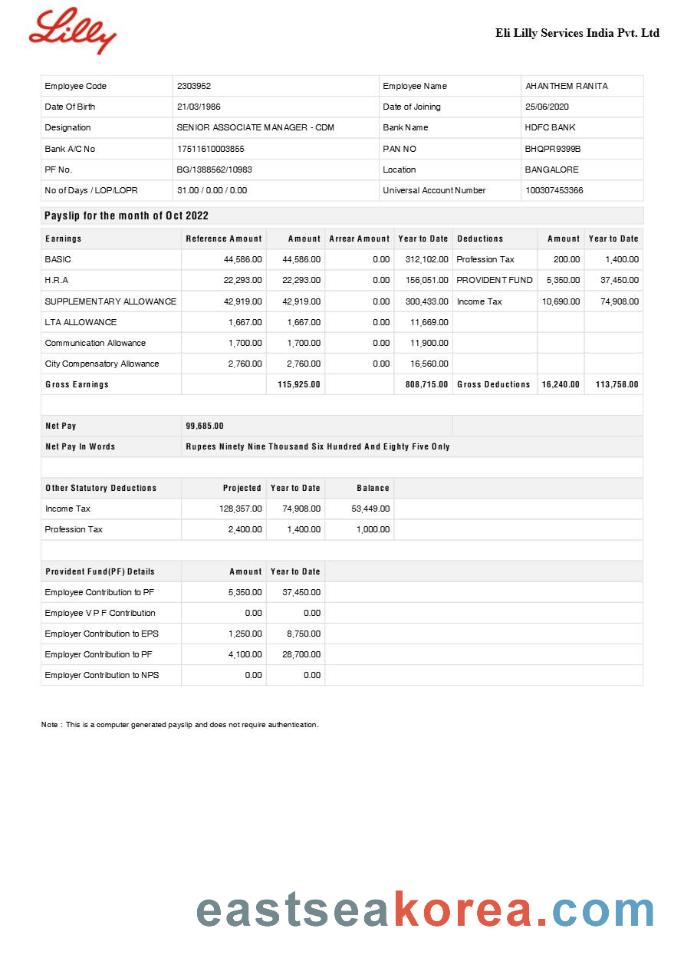 Lilly
Eli Lilly Services India Pvt. Ltd
Employee Code 2303952 Employee Name AHANTHEM RANITA
Date Of Birth 21/03/1986 Date of Joining 25/06/2020
Designation SENIOR ASSOCIATE MANAGER - CDM Bank Name HDFC BANK
Bank A/C No 17511610003855 PAN NO BHQPR9399B
PF No. BG/1388562/10983 Location BANGALORE
No of Days / LOP/LOPR 31.00 / 0.00 / 0.00 Universal Account Number 100307453366
Payslip for the month of Oct 2022
Earnings Reference Amount Amount Arrear Amount Year to Date Deductions Amount Year to Date
BASIC 44,586.00 44,586.00 0.00 312,102.00 Profession Tax 200.00 1,400.00
H.R.A 22,293.00 22,293.00 0.00 156,051.00 PROVIDENT FUND 5,350.00 37,450.00
SUPPLEMENTARY ALLOWANCE 42,919.00 42,919.00 0.00 300,433.00 Income Tax 10,690.00 74,908.00
LTA ALLOWANCE 1,667.00 1,667.00 0.00 11,669.00
Communication Allowance 1,700.00 1,700.00 0.00 11,900.00
City Compensatory Allowance 2,760.00 2,760.00 0.00 16,560.00
Gross Earnings 115,925.00 808,715.00 Gross Deductions 16,240.00 113,758.00
Net Pay 99,685.00
Net Pay In Words Rupees Ninety Nine Thousand Six Hundred And Eighty Five Only
Other Statutory Deductions Projected Year to Date Balance
Income Tax 128,357.00 74,908.00 53,449.00
Profession Tax 2,400.00 1,400.00 1,000.00
Provident Fund(PF) Details Amount Year to Date
Employee Contribution to PF 5,350.00 37,450.00
Employee V P F Contribution 0.00 0.00
Employer Contribution to EPS 1,250.00 8,750.00
Employer Contribution to PF 4,100.00 28,700.00
Employer Contribution to NPS 0.00 0.00
Note : This is a computer generated payslip and does not require authentication.
eastseakorea.com